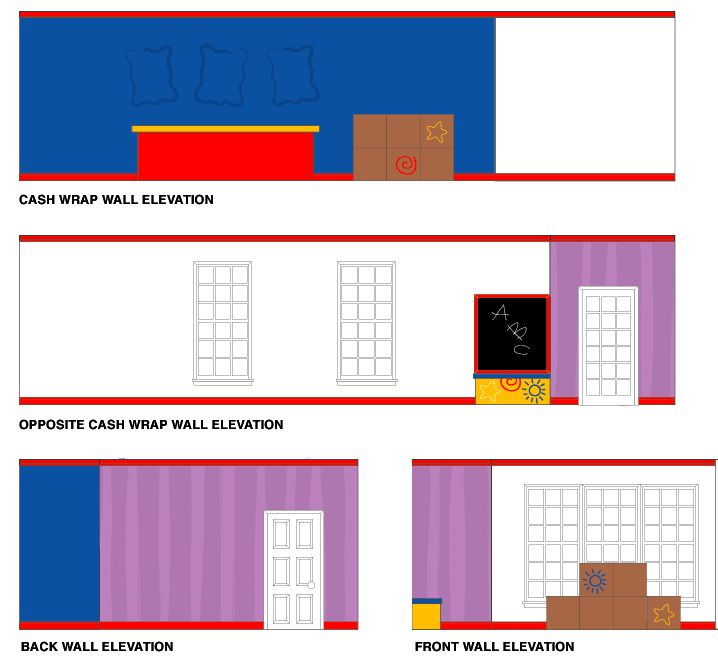 CASH WRAP WALL ELEVATION
A
B
C
OPPOSITE CASH WRAP WALL ELEVATION
BACK WALL ELEVATION
FRONT WALL ELEVATION